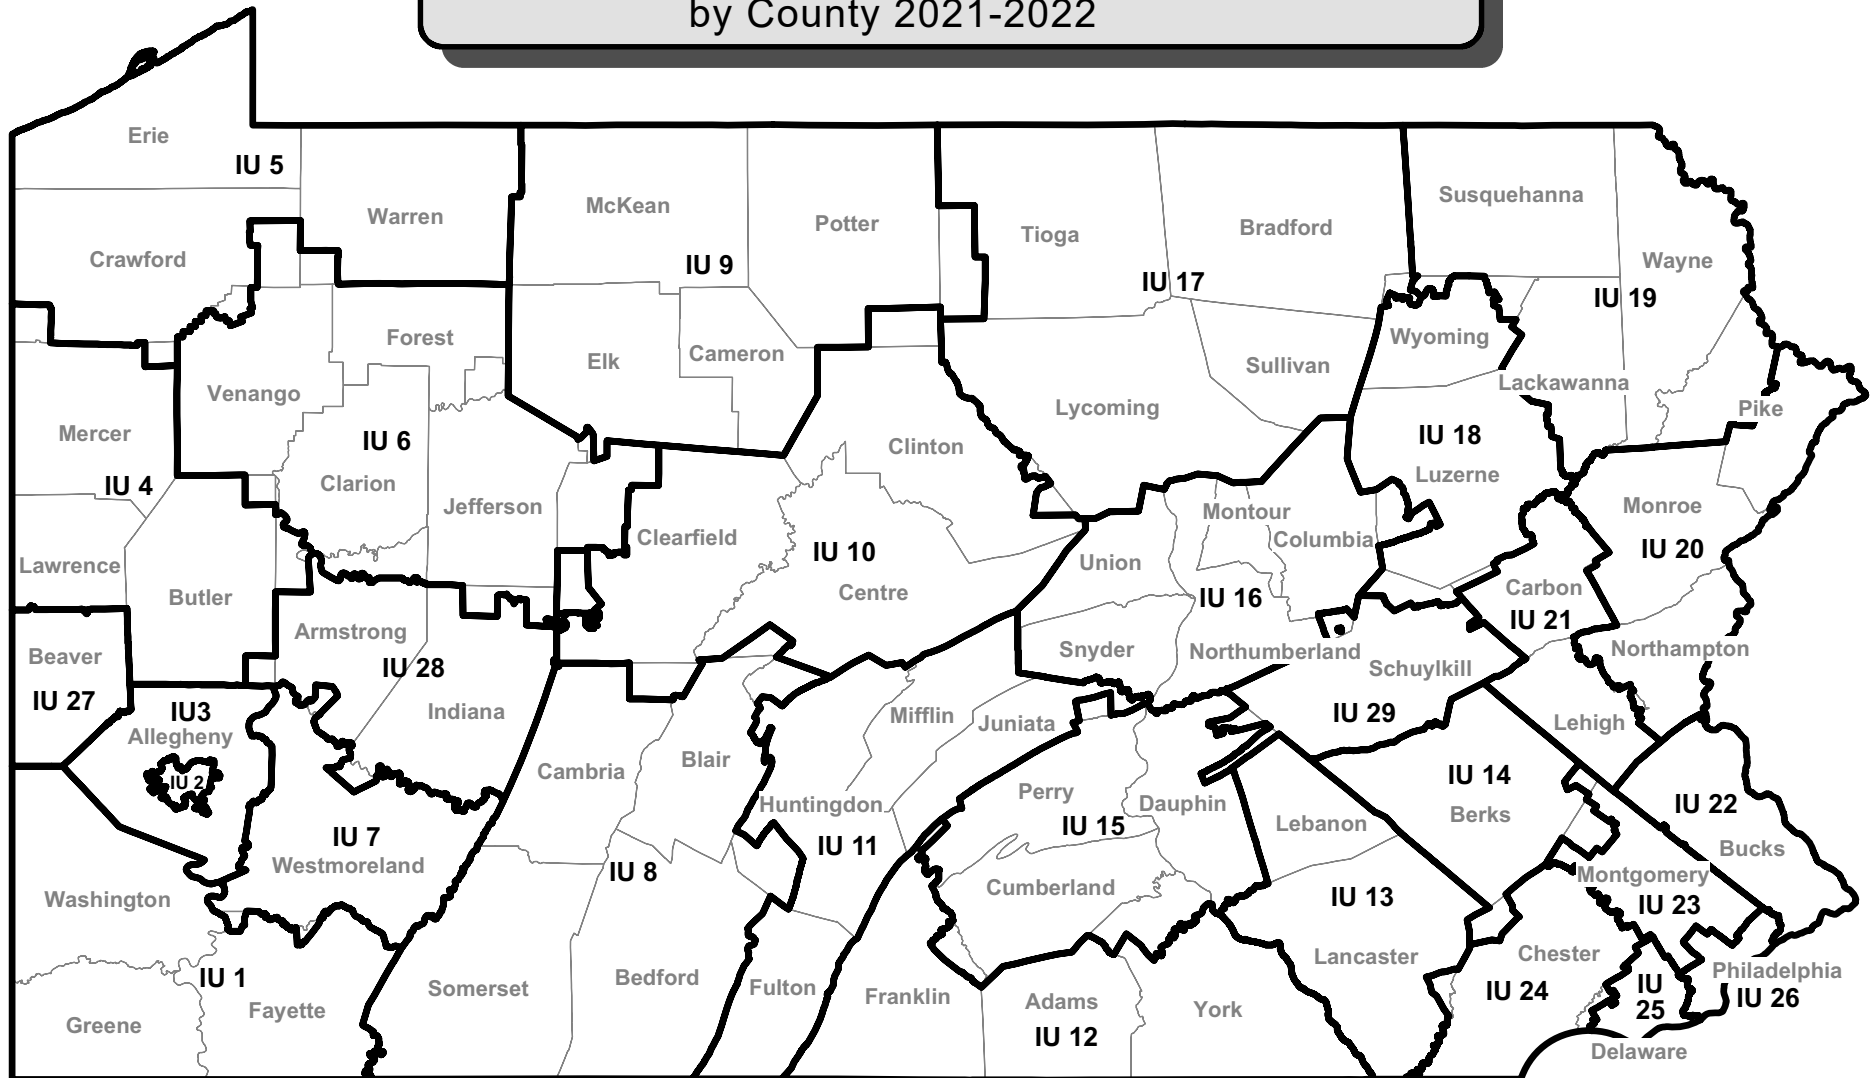 by County 2021-2022
Erie
IU 5
Warren
McKean
Potter
Tioga
Bradford
Susquehanna
Wayne
Crawford
IU 9
IU 17
IU 19
Forest
Elk
Cameron
Sullivan
Wyoming
Lackawanna
Venango
Lycoming
Pike
Mercer
IU 6
Clinton
IU 18
IU 4
Clarion
Jefferson
Luzerne
Montour
Monroe
Clearfield
IU 10
Columbia
IU 20
Lawrence
Butler
Centre
Union
IU 16
Carbon
IU 21
Armstrong
Beaver
IU 28
Snyder
Northumberland
Schuylkill
Northampton
IU 27
IU3
Allegheny
Indiana
Mifflin
Juniata
IU 29
Lehigh
IU 2
Cambria
Blair
Huntingdon
Perry
Dauphin
IU 14
Berks
IU 22
IU 7
Westmoreland
IU 11
IU 15
Lebanon
Bucks
Washington
IU 8
Cumberland
IU 13
Montgomery
IU 23
IU 1
Fayette
Somerset
Bedford
Fulton
Franklin
Adams
IU 12
York
Lancaster
Chester
IU 24
IU
25
Philadelphia
IU 26
Greene
Delaware